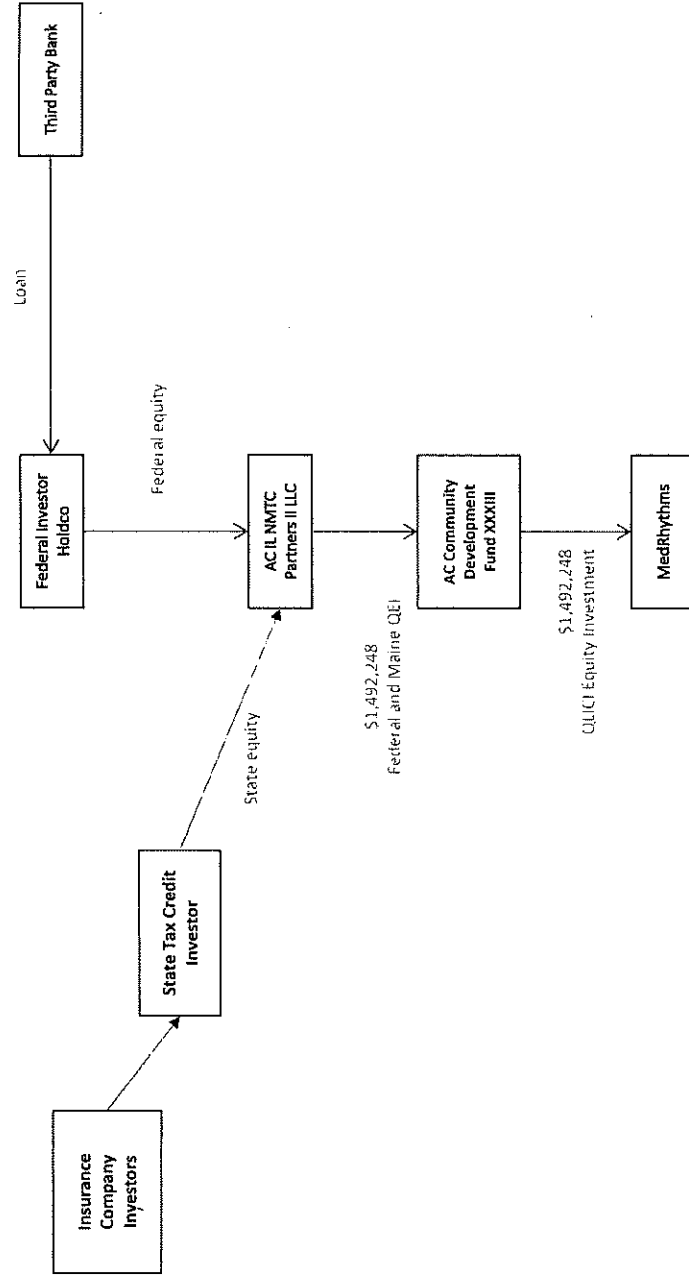 Third Party Bank
Loan
Federal Investor
Holdco
Federal equity
Insurance
Company
Investors
State Tax Credit
Investor
State equity
AC IL NMTC
Partners II LLC
$1,492,248
Federal and Maine QEI
AC Community
Development
Fund XXXIII
$1,492,248
QLICI Equity Investment
MedRhythms